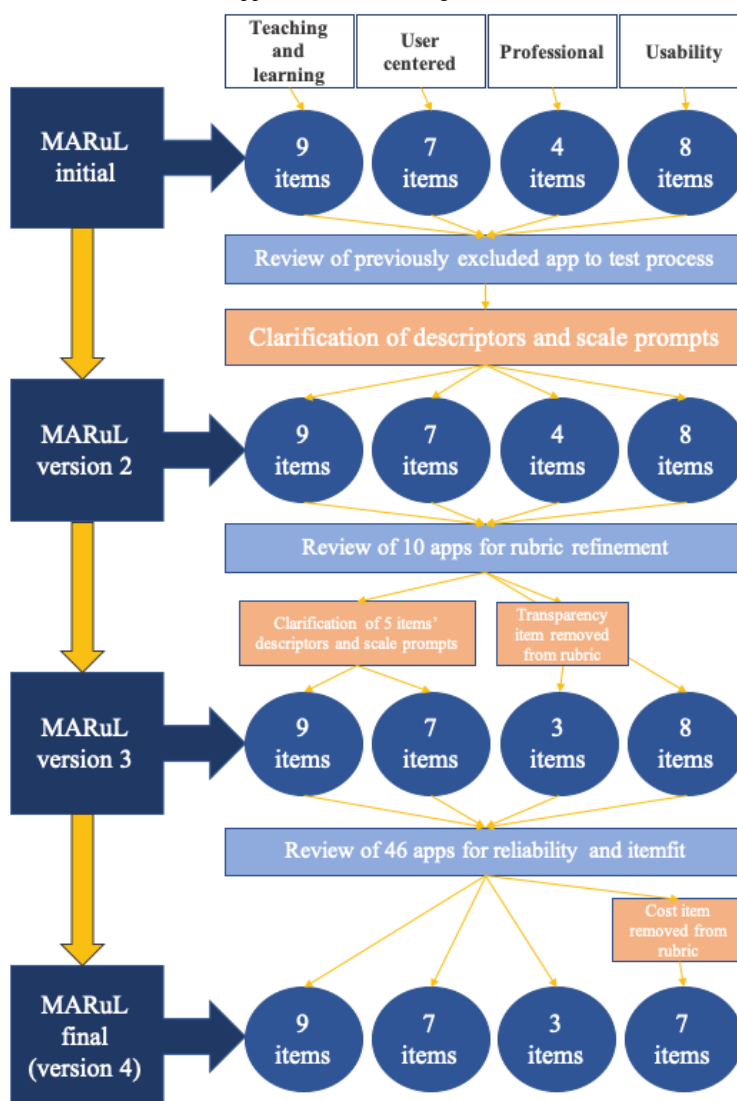 Teaching
and
learning
User
centered
Professional
Usability
MARuL
initial
9
items
7
items
4
items
8
items
Review of previously excluded app to test process
Clarification of descriptors and scale prompts
MARuL
version 2
9
items
7
items
4
items
8
items
Review of 10 apps for rubric refinement
Clarification of 5 items'
descriptors and scale prompts
Transparency
item removed
from rubric
MARuL
version 3
9
items
7
items
3
items
8
items
Review of 46 apps for reliability and itemfit
Cost item
removed from
rubric
MARuL
final
(version 4)
9
items
7
items
3
items
7
items